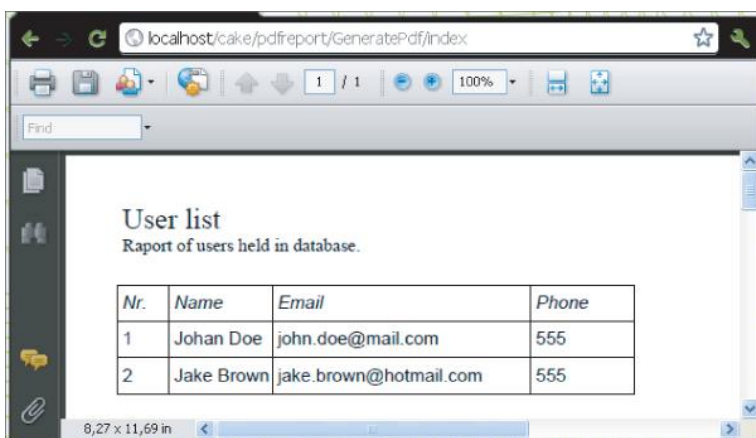 localhost/cake/pdfreport/GeneratePdf/index
1 / 1 100%
Find
User list
Raport of users held in database.
Nr. Name Email Phone
1 Johan Doe john.doe@mail.com 555
2 Jake Brown jake.brown@hotmail.com 555
8,27 x 11,69 in